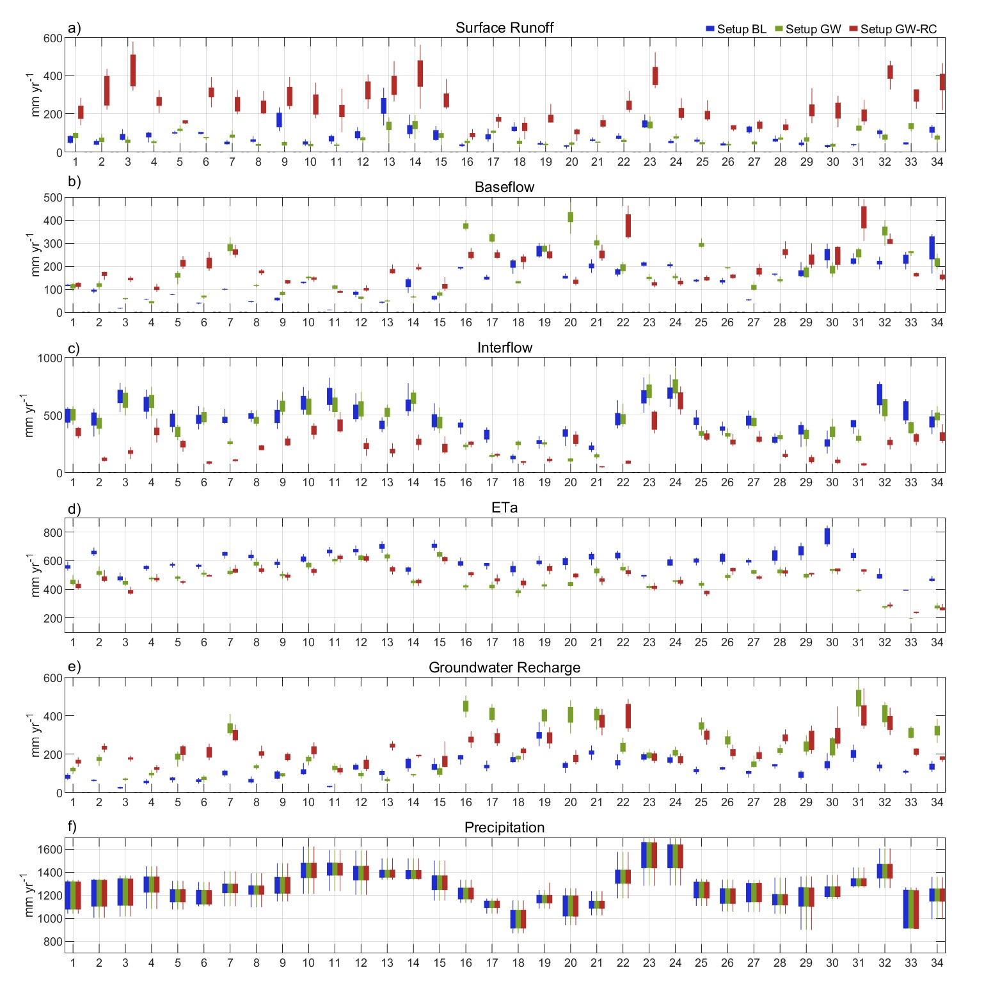 a) Surface Runoff Setup BL Setup GW Setup GW-RC
600
400
200
0
mm yr-1
1 2 3 4 5 6 7 8 9 10 11 12 13 14 15 16 17 18 19 20 21 22 23 24 25 26 27 28 29 30 31 32 33 34
b) Baseflow
500
400
300
200
100
0
mm yr-1
1 2 3 4 5 6 7 8 9 10 11 12 13 14 15 16 17 18 19 20 21 22 23 24 25 26 27 28 29 30 31 32 33 34
c) Interflow
1000
500
0
mm yr-1
1 2 3 4 5 6 7 8 9 10 11 12 13 14 15 16 17 18 19 20 21 22 23 24 25 26 27 28 29 30 31 32 33 34
d) ETa
800
600
400
200
mm yr-1
1 2 3 4 5 6 7 8 9 10 11 12 13 14 15 16 17 18 19 20 21 22 23 24 25 26 27 28 29 30 31 32 33 34
e) Groundwater Recharge
600
400
200
0
mm yr-1
1 2 3 4 5 6 7 8 9 10 11 12 13 14 15 16 17 18 19 20 21 22 23 24 25 26 27 28 29 30 31 32 33 34
f) Precipitation
1600
1400
1200
1000
800
mm yr-1
1 2 3 4 5 6 7 8 9 10 11 12 13 14 15 16 17 18 19 20 21 22 23 24 25 26 27 28 29 30 31 32 33 34